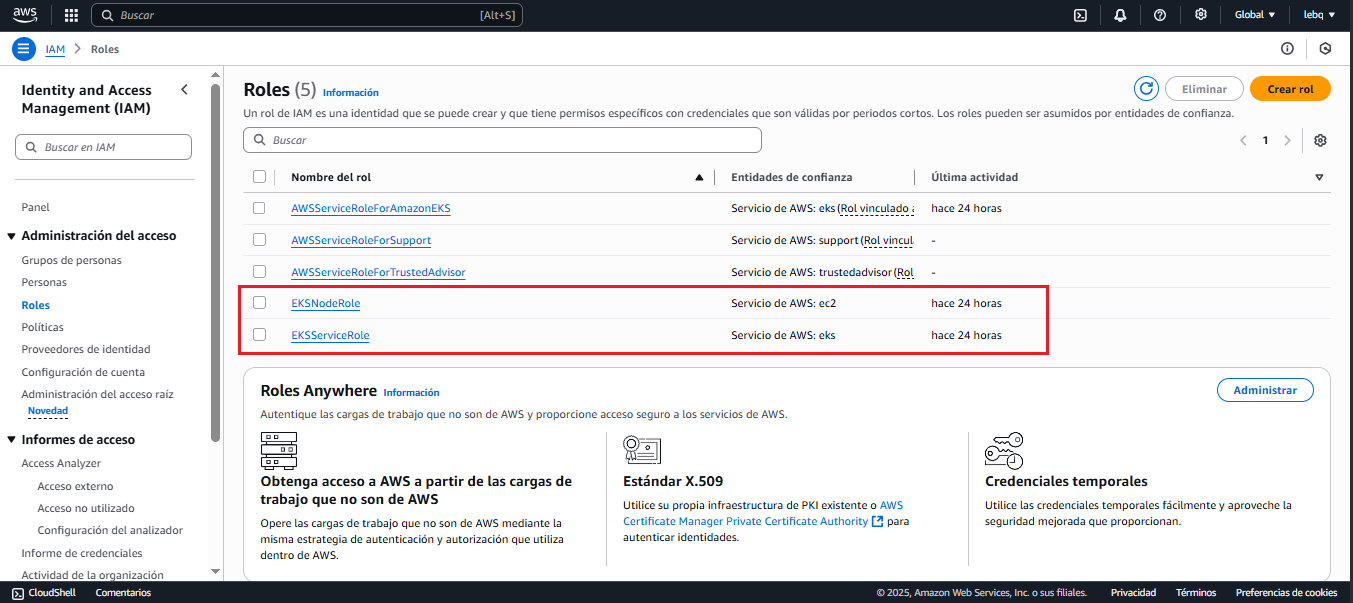 aws
Buscar
[Alt+S]
Global
lebq
IAM
Roles
Identity and Access
Management (IAM)
Buscar en IAM
Panel
Administración del acceso
Grupos de personas
Personas
Roles
Políticas
Proveedores de identidad
Configuración de cuenta
Administración del acceso raíz
Novedad
Informes de acceso
Access Analyzer
Acceso externo
Acceso no utilizado
Configuración del analizador
Informe de credenciales
Actividad de la organización
Roles (5) Información
Eliminar
Crear rol
Un rol de IAM es una identidad que se puede crear y que tiene permisos específicos con credenciales que son válidas por periodos cortos. Los roles pueden ser asumidos por entidades de confianza.
Buscar
1
Nombre del rol Entidades de confianza Última actividad
AWSServiceRoleForAmazonEKS Servicio de AWS: eks (Rol vinculado a hace 24 horas
AWSServiceRoleForSupport Servicio de AWS: support (Rol vincul -
AWSServiceRoleForTrustedAdvisor Servicio de AWS: trustedadvisor (Rol -
EKSNodeRole Servicio de AWS: ec2 hace 24 horas
EKSServiceRole Servicio de AWS: eks hace 24 horas
Roles Anywhere Información
Administrar
Autentique las cargas de trabajo que no son de AWS y proporcione acceso seguro a los servicios de AWS.
Obtenga acceso a AWS a partir de las cargas de
trabajo que no son de AWS
Opere las cargas de trabajo que no son de AWS mediante la
misma estrategia de autenticación y autorización que utiliza
dentro de AWS.
Estándar X.509
Utilice su propia infraestructura de PKI existente o AWS
Certificate Manager Private Certificate Authority para
autenticar identidades.
Credenciales temporales
Utilice las credenciales temporales fácilmente y aproveche la
seguridad mejorada que proporcionan.
CloudShell
Comentarios
© 2025, Amazon Web Services, Inc. o sus filiales.
Privacidad
Términos
Preferencias de cookies